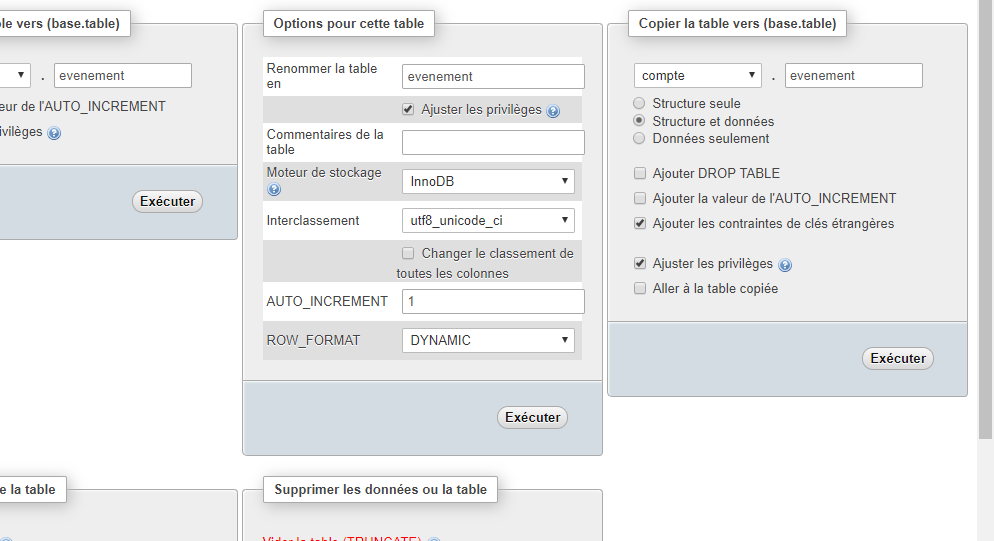 le vers (base.table)
. evenement
eur de l'AUTO_INCREMENT
ivilèges
Exécuter
Options pour cette table
Renommer la table en
evenement
Ajuster les privilèges
Commentaires de la table
Moteur de stockage
InnoDB
Interclassement
utf8_unicode_ci
Changer le classement de
toutes les colonnes
AUTO_INCREMENT
1
ROW_FORMAT
DYNAMIC
Exécuter
Copier la table vers (base.table)
compte . evenement
Structure seule
Structure et données
Données seulement
Ajouter DROP TABLE
Ajouter la valeur de l'AUTO_INCREMENT
Ajouter les contraintes de clés étrangères
Ajuster les privilèges
Aller à la table copiée
Exécuter
e la table
Supprimer les données ou la table
Vider la table (TRUNCATE)